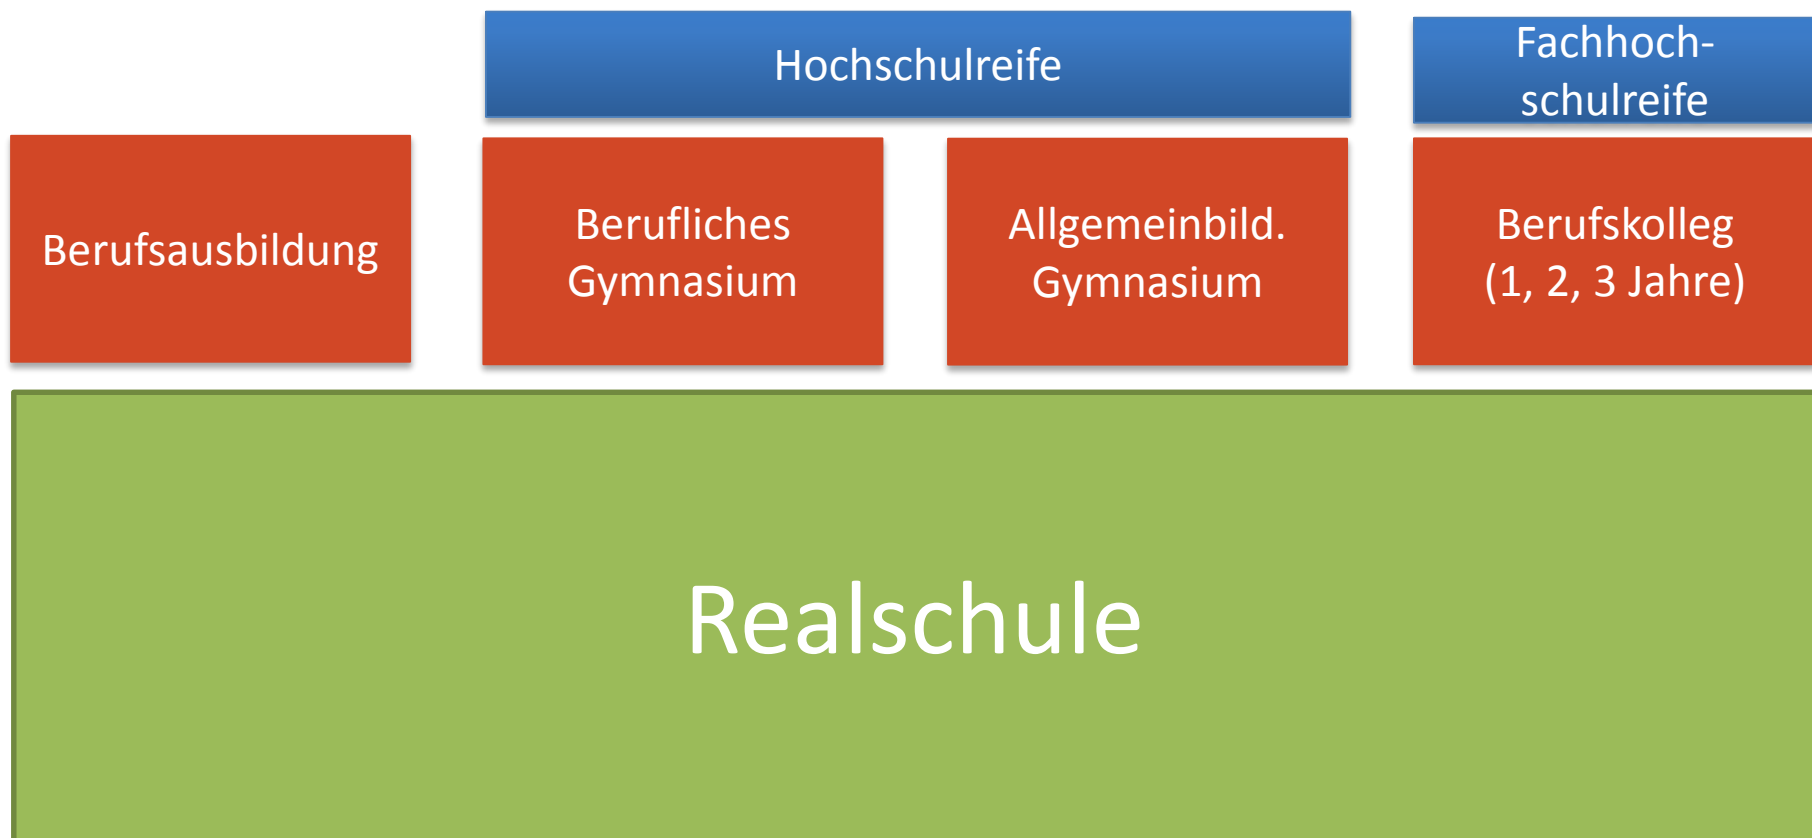 Hochschulreife
Fachhoch-
schulreife
Berufsausbildung
Berufliches
Gymnasium
Allgemeinbild.
Gymnasium
Berufskolleg
(1, 2, 3 Jahre)
Realschule